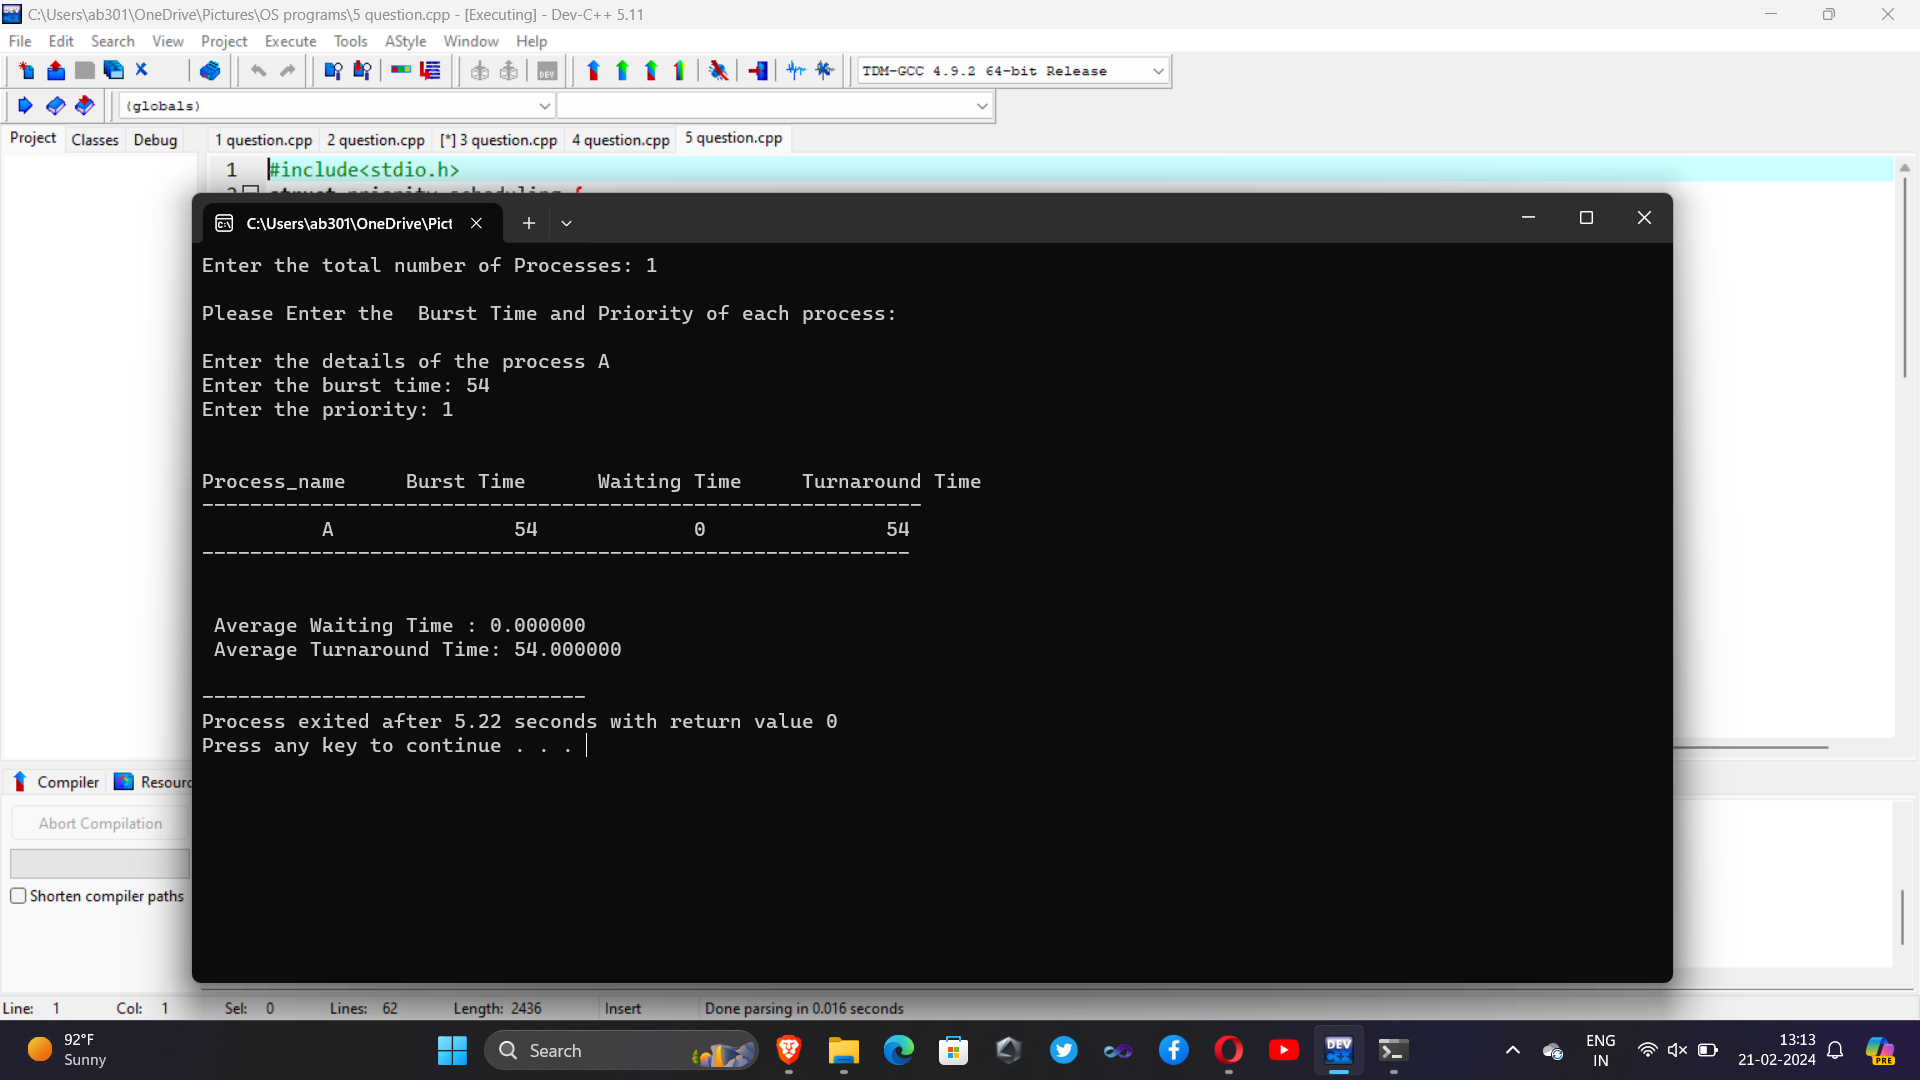 C:\Users\ab301\OneDrive\Pictures\OS programs\5 question.cpp - [Executing] - Dev-C++ 5.11
File Edit Search View Project Execute Tools AStyle Window Help
TDM-GCC 4.9.2 64-bit Release
(globals)
Project Classes Debug 1 question.cpp 2 question.cpp [*] 3 question.cpp 4 question.cpp 5 question.cpp
1 #include<stdio.h>
2 struct priority_scheduling {
C:\Users\ab301\OneDrive\Pict
Enter the total number of Processes: 1
Please Enter the  Burst Time and Priority of each process:
Enter the details of the process A
Enter the burst time: 54
Enter the priority: 1
Process_name     Burst Time      Waiting Time     Turnaround Time
------------------------------------------------------------
A               54             0               54
-----------------------------------------------------------
Average Waiting Time : 0.000000
Average Turnaround Time: 54.000000
--------------------------------
Process exited after 5.22 seconds with return value 0
Press any key to continue . . .
Compiler Resourc
Abort Compilation
Shorten compiler paths
Line: 1 Col: 1 Sel: 0 Lines: 62 Length: 2436 Insert Done parsing in 0.016 seconds
92°F
Sunny
Search
DEV
C++
ENG
IN
13:13
21-02-2024
PRE